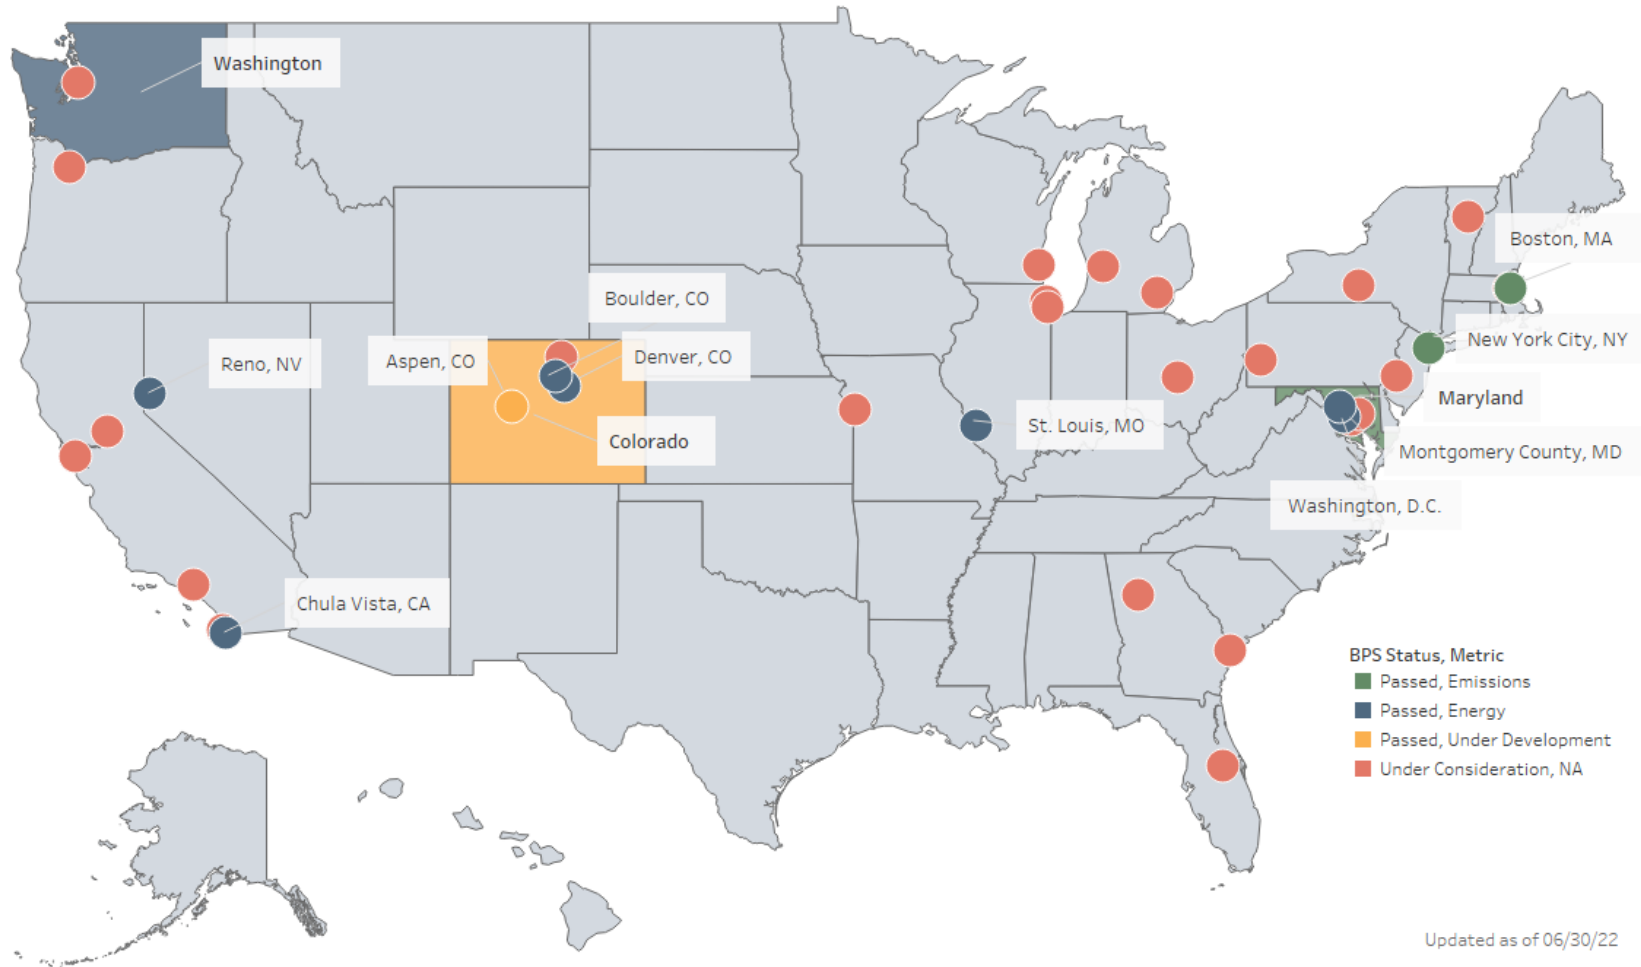 Washington
Boston, MA
Boulder, CO
New York City, NY
Denver, CO
Aspen, CO
Reno, NV
Maryland
St. Louis, MO
Colorado
Montgomery County, MD
Washington, D.C.
Chula Vista, CA
BPS Status, Metric
Passed, Emissions
Passed, Energy
Passed, Under Development
Under Consideration, NA
Updated as of 06/30/22